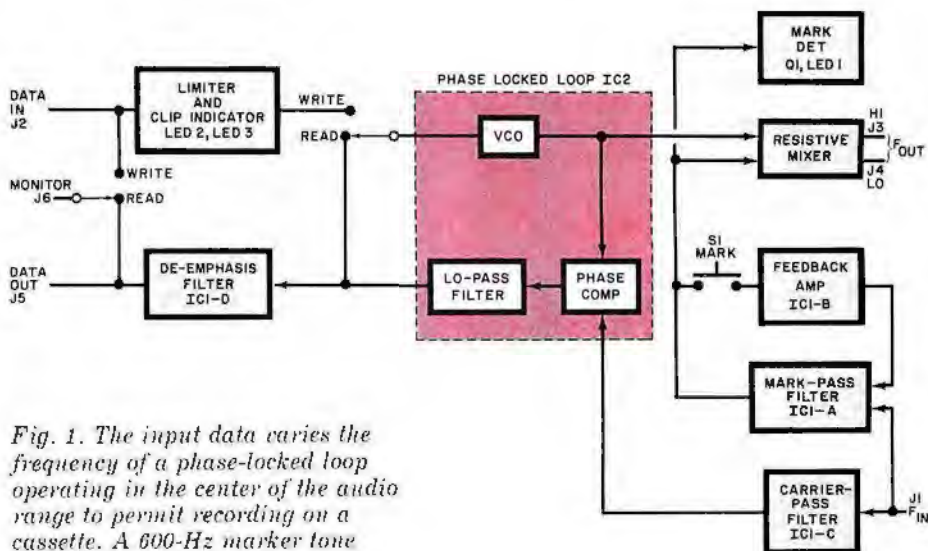 MARK
DET
Q1, LED 1
PHASE LOCKED LOOP IC2
DATA
IN
J2
LIMITER
AND
CLIP INDICATOR
LED 2, LED 3
WRITE
READ
VCO
RESISTIVE
MIXER
HI
J3
FOUT
J4
LO
WRITE
MONITOR
J6
READ
DATA
OUT
J5
DE-EMPHASIS
FILTER
IC1-D
LO-PASS
FILTER
PHASE
COMP
S1
MARK
FEEDBACK
AMP
IC1-B
MARK-PASS
FILTER
IC1-A
CARRIER-
PASS
FILTER
IC1-C
J1
FIN
Fig. 1. The input data varies the
frequency of a phase-locked loop
operating in the center of the audio
range to permit recording on a
cassette. A 600-Hz marker tone